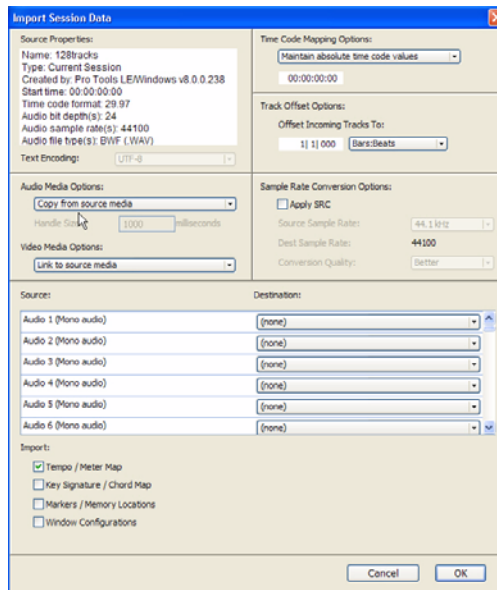 Import Session Data
Source Properties:
Name: 128tracks
Type: Current Session
Created by: Pro Tools LE/Windows v8.0.0.238
Start time: 00:00:00:00
Time code format: 29.97
Audio bit depth(s): 24
Audio sample rate(s): 44100
Audio file type(s): BWF (.WAV)
Text Encoding: UTF-8
Time Code Mapping Options:
Maintain absolute time code values
00:00:00:00
Track Offset Options:
Offset Incoming Tracks To:
1| 1| 000 Bars:Beats
Audio Media Options:
Copy from source media
Handle 1000 milliseconds
Video Media Options:
Link to source media
Sample Rate Conversion Options:
Apply SRC
Source Sample Rate: 44.1 kHz
Dest Sample Rate: 44100
Conversion Quality: Better
Source: Destination:
Audio 1 (Mono audio) (none)
Audio 2 (Mono audio) (none)
Audio 3 (Mono audio) (none)
Audio 4 (Mono audio) (none)
Audio 5 (Mono audio) (none)
Audio 6 (Mono audio) (none)
Import:
Tempo / Meter Map
Key Signature / Chord Map
Markers / Memory Locations
Window Configurations
Cancel OK